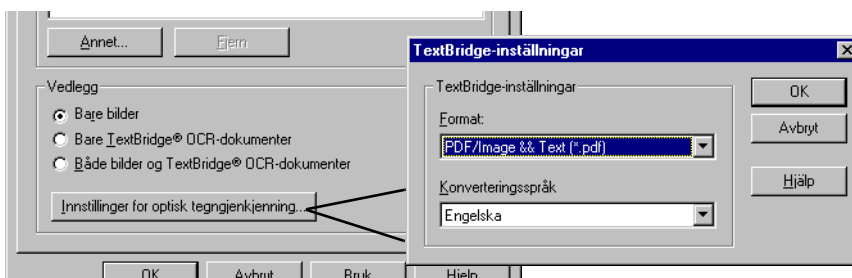 Annet...
Fjern
Vedlegg
Bare bilder
Bare TextBridge® OCR-dokumenter
Både bilder og TextBridge® OCR-dokumenter
Innstillinger for optisk tegngjenkjenning...
OK
Avbrut
Bruk
Hjelp
TextBridge-inställningar
TextBridge-inställningar
Format:
PDF/Image && Text (*.pdf)
Konverteringsspråk
Engelska
OK
Avbryt
Hjälp